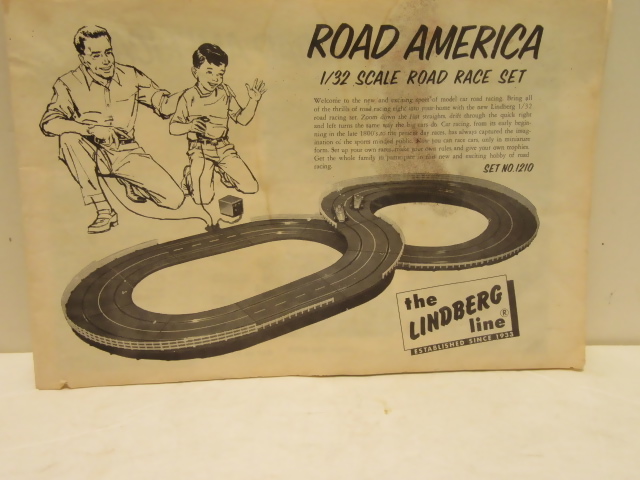 ROAD AMERICA
1/32 SCALE ROAD RACE SET
Welcome to the new and exciting sport of model car road racing. Bring all
of the thrills of road racing right into your home with the new Lindberg 1/32
road racing set. Zoom down the flat straights, drift through the quick right
and left turns the same way the big cars do. Car racing, from its early begin-
ning in the late 1800's to the present day meet, has always captured the imag-
ination of the sports minded public. Now you can race cars, only in miniature
form. Set up your own meets, make your own rules and give your own trophies.
Get the whole family to participate in this new and exciting hobby of road
racing.
SET NO. 1210
the
LINDBERG
line ®
ESTABLISHED SINCE 1933